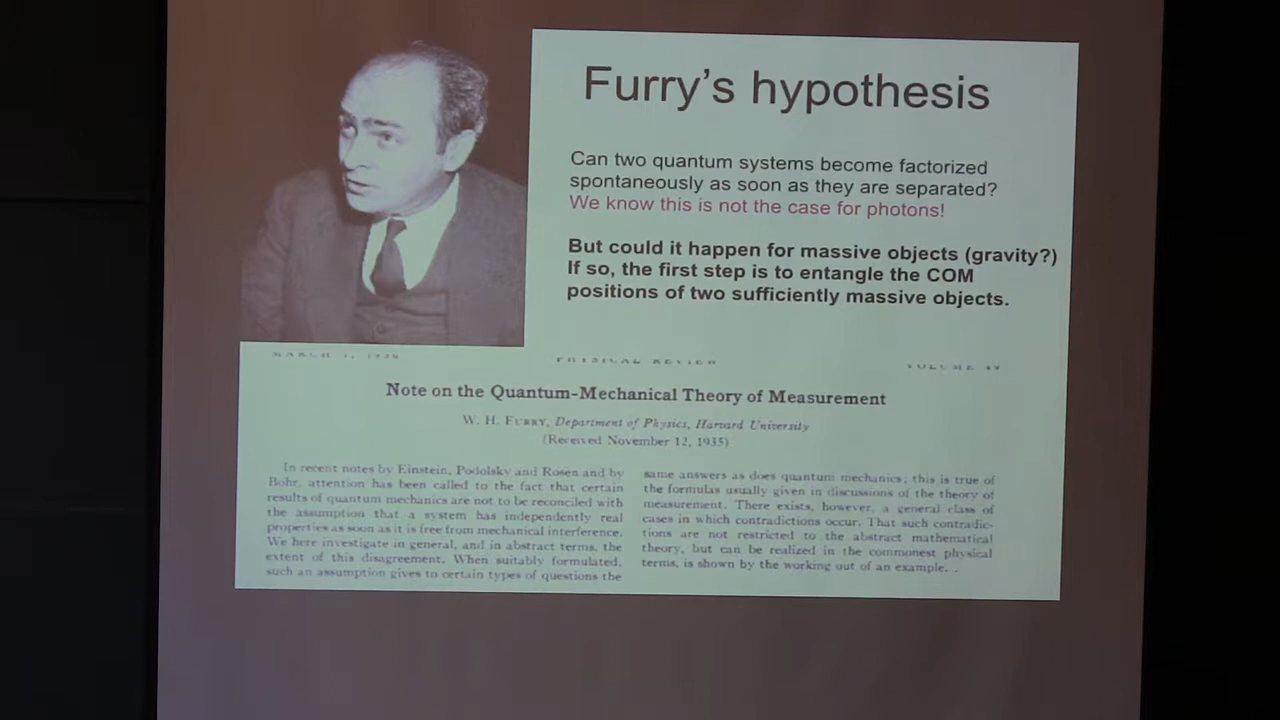 Furry's hypothesis
Can two quantum systems become factorized
spontaneously as soon as they are separated?
We know this is not the case for photons!
But could it happen for massive objects (gravity?)
If so, the first step is to entangle the COM
positions of two sufficiently massive objects.
PHYSICAL REVIEW
VOLUME 49
Note on the Quantum-Mechanical Theory of Measurement
W. H. Furry, Department of Physics, Harvard University
(Received November 12, 1935)
In recent notes by Einstein, Podolsky and Rosen and by
Bohr, attention has been called to the fact that certain
results of quantum mechanics are not to be reconciled with
the assumption that a system has independently real
properties as soon as it is free from mechanical interference.
We here investigate in general, and in abstract terms, the
extent of this disagreement. When suitably formulated,
such an assumption gives to certain types of questions the
same answers as does quantum mechanics; this is true of
the formulas usually given in discussions of the theory of
measurement. There exists, however, a general class of
cases in which contradictions occur. That such contradic-
tions are not restricted to the abstract mathematical
theory, but can be realized in the commonest physical
terms, is shown by the working out of an example.